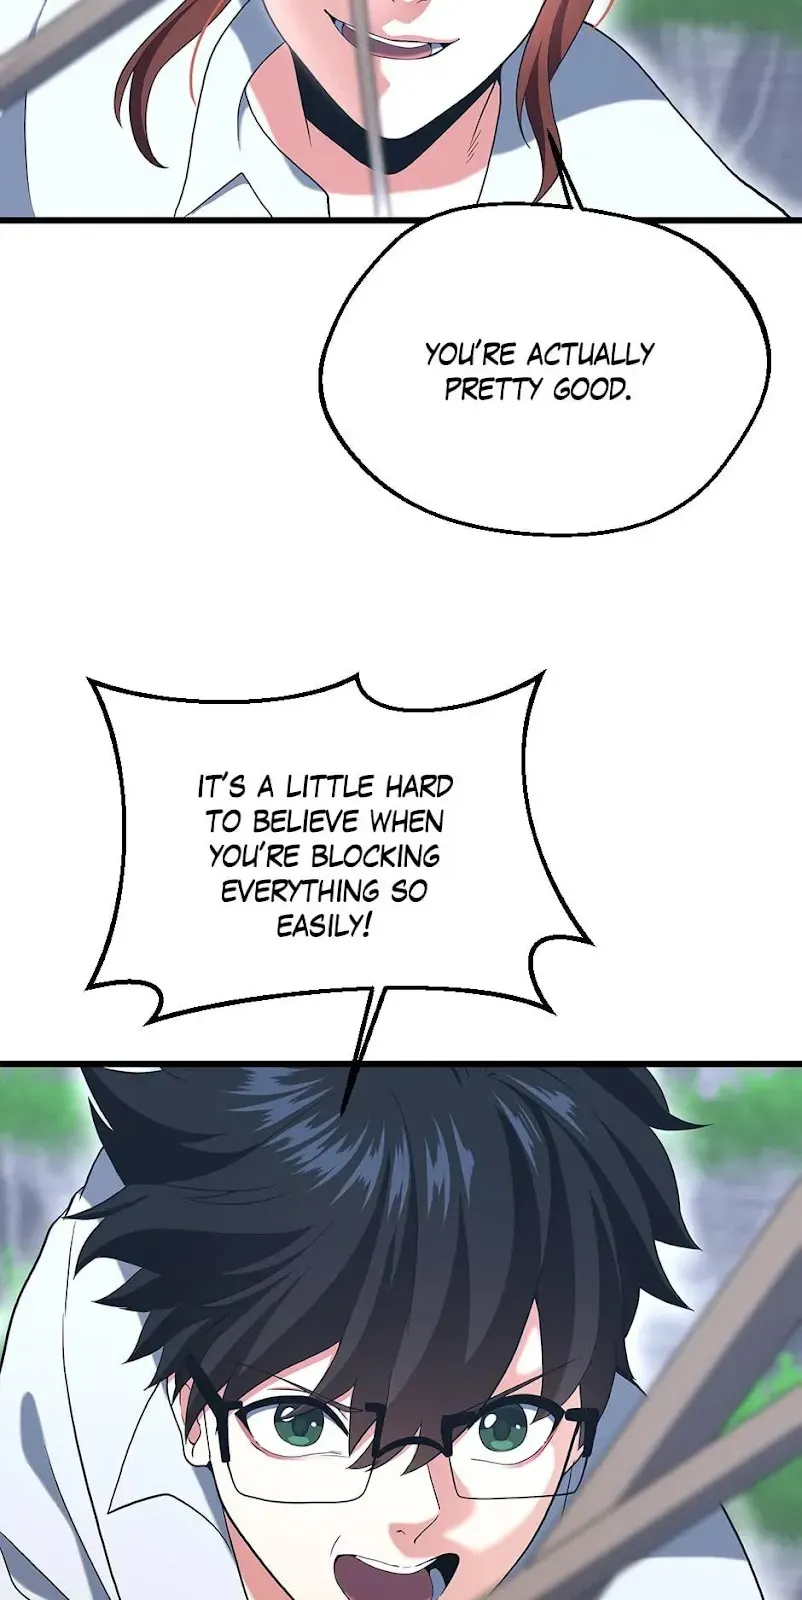 YOU'RE ACTUALLY
PRETTY GOOD.
IT'S A LITTLE HARD
TO BELIEVE WHEN
YOU'RE BLOCKING
EVERYTHING SO
EASILY!